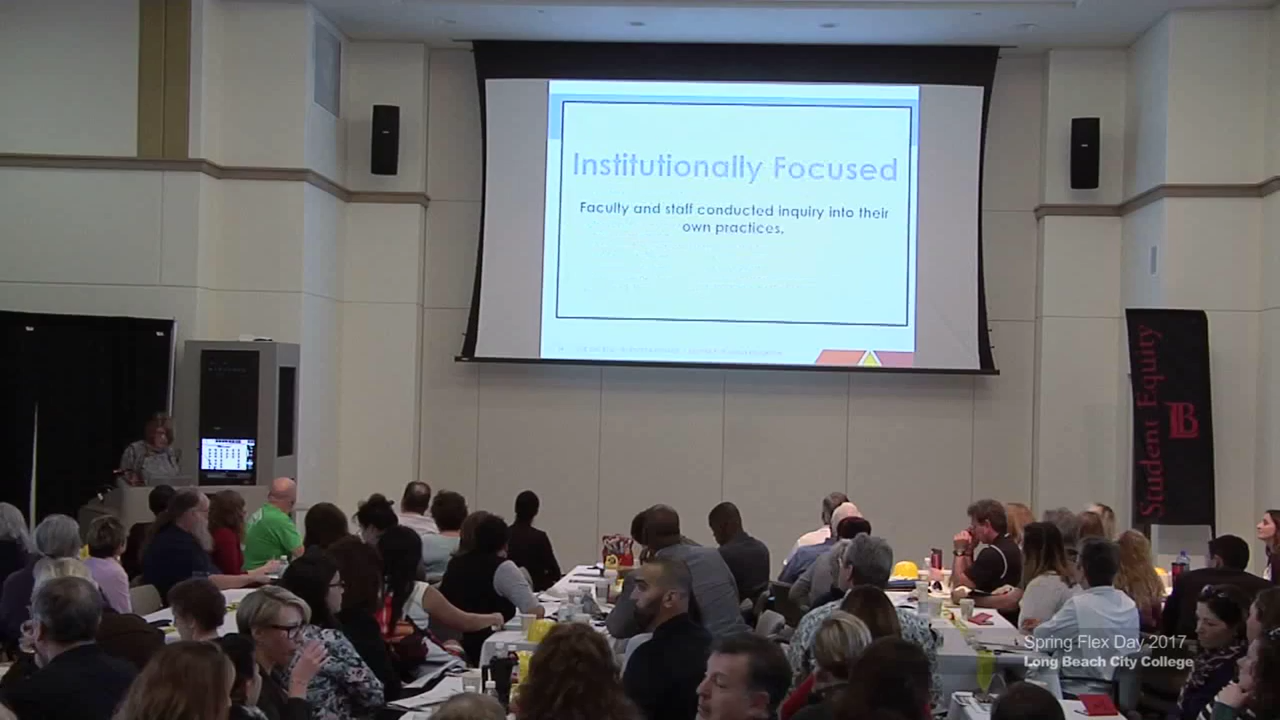 Institutionally Focused
Faculty and staff conducted inquiry into their
own practices.
Student Equity
LB
Spring Flex Day 2017
Long Beach City College